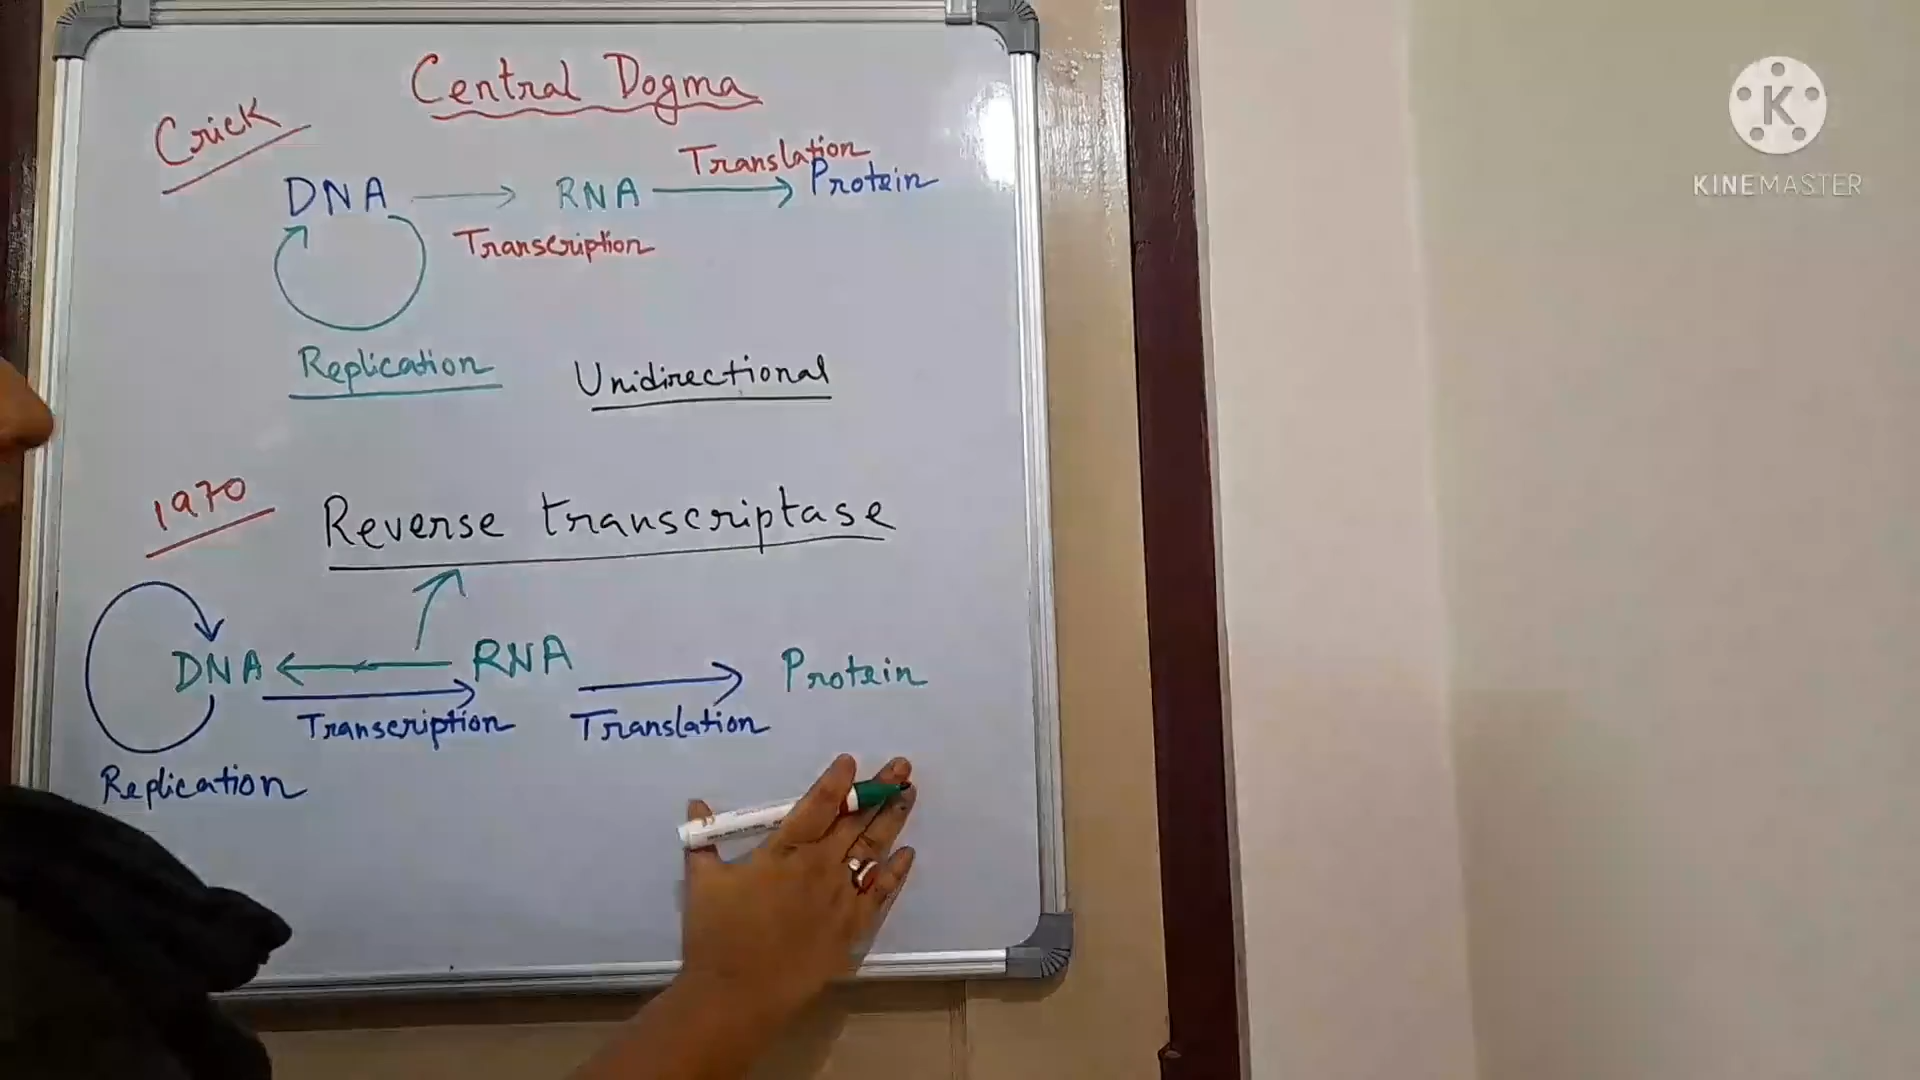 Central Dogma
Crick
Translation
DNA RNA Protein
Transcription
Replication
Unidirectional
1970
Reverse transcriptase
DNA RNA Protein
Transcription Translation
Replication
K
KINEMASTER